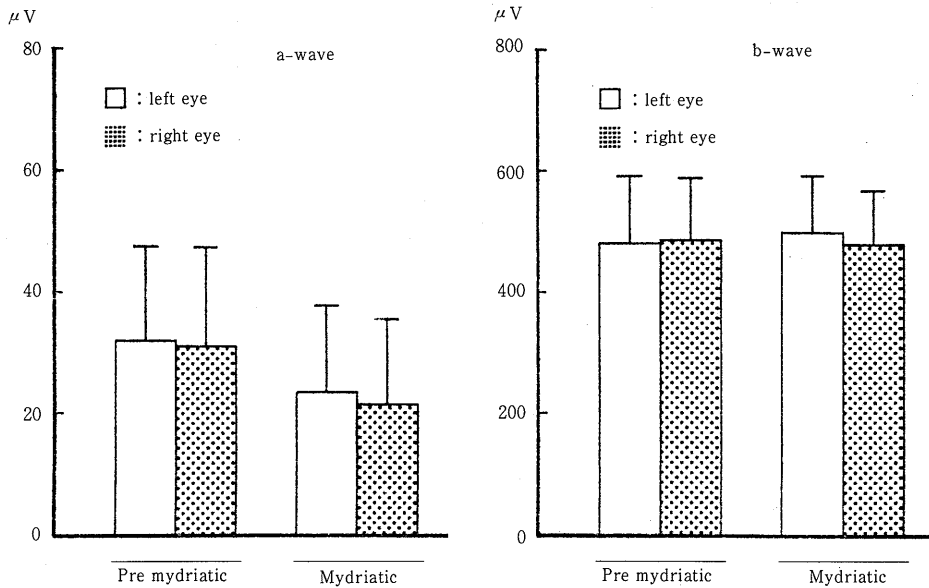 μV
80
a-wave
: left eye
: right eye
60
40
20
0
Pre mydriatic
Mydriatic
μV
800
b-wave
: left eye
: right eye
600
400
200
0
Pre mydriatic
Mydriatic